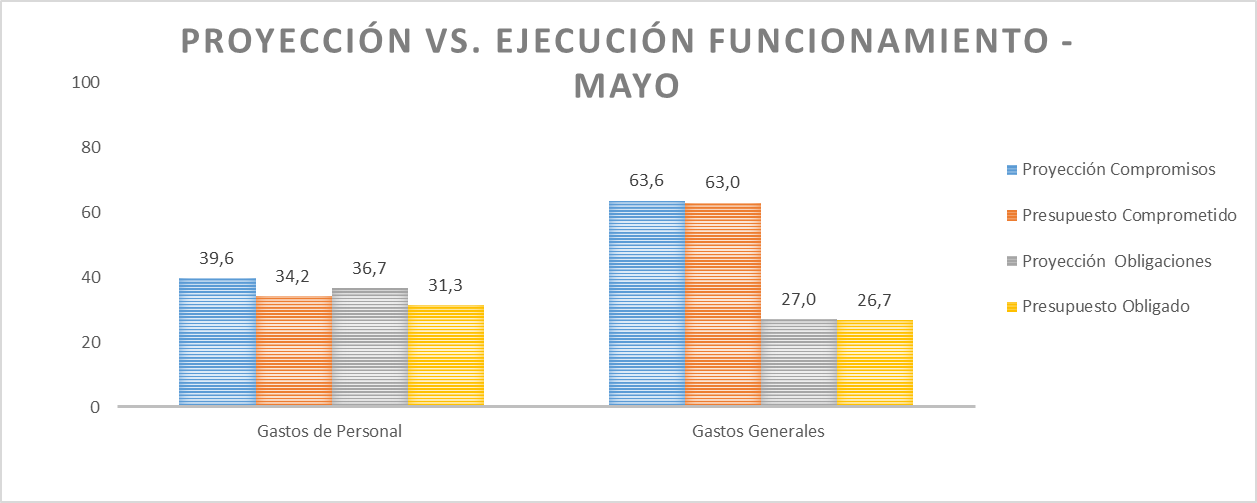 PROYECCIÓN VS. EJECUCIÓN FUNCIONAMIENTO -
MAYO
100
80
60
40
20
0
39,6
34,2
36,7
31,3
63,6
63,0
27,0
26,7
Gastos de Personal
Gastos Generales
Proyección Compromisos
Presupuesto Comprometido
Proyección  Obligaciones
Presupuesto Obligado